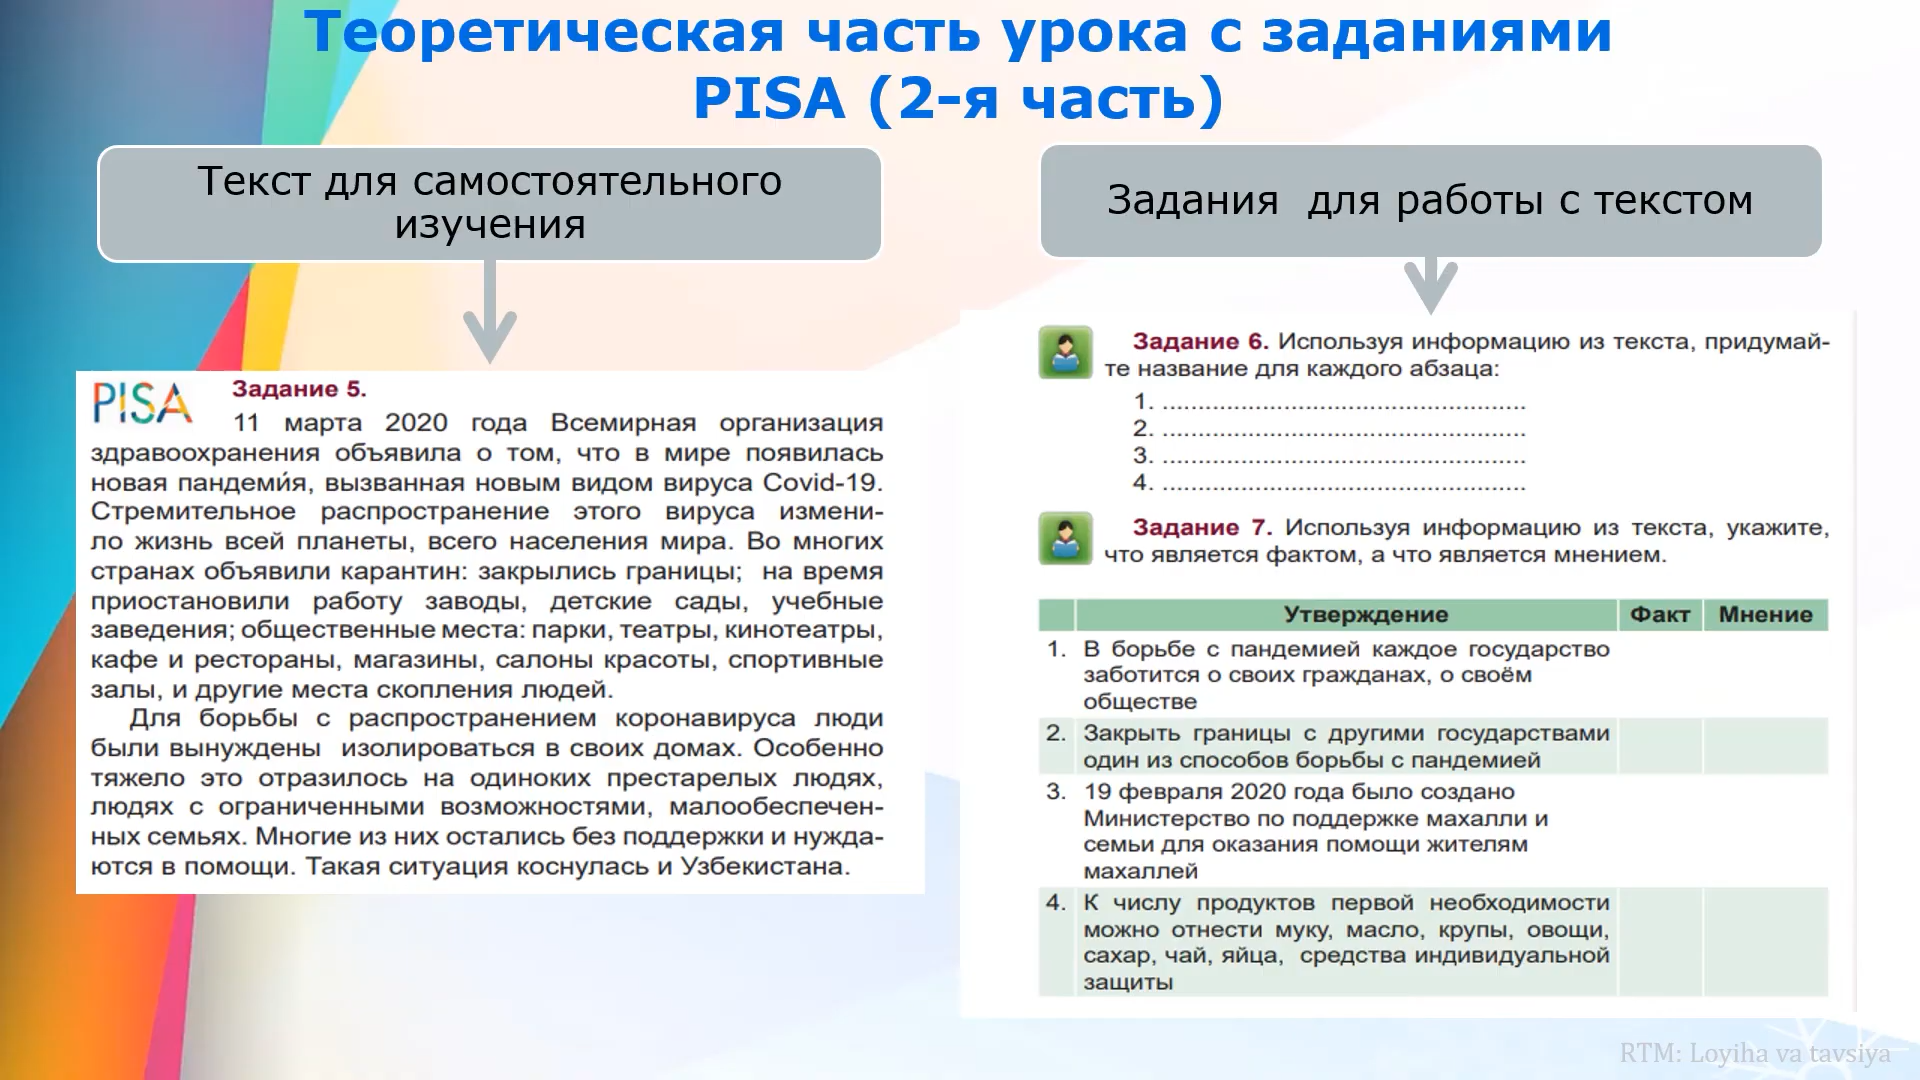 Теоретическая часть урока с заданиями
PISA (2-я часть)
Текст для самостоятельного
изучения
PISA
Задание 5.
11 марта 2020 года Всемирная организация
здравоохранения объявила о том, что в мире появилась
новая пандеми́я, вызванная новым видом вируса Covid-19.
Стремительное распространение этого вируса измени-
ло жизнь всей планеты, всего населения мира. Во многих
странах объявили карантин: закрылись границы; на время
приостановили работу заводы, детские сады, учебные
заведения; общественные места: парки, театры, кинотеатры,
кафе и рестораны, магазины, салоны красоты, спортивные
залы, и другие места скопления людей.
Для борьбы с распространением коронавируса люди
были вынуждены изолироваться в своих домах. Особенно
тяжело это отразилось на одиноких престарелых людях,
людях с ограниченными возможностями, малообеспечен-
ных семьях. Многие из них остались без поддержки и нужда-
ются в помощи. Такая ситуация коснулась и Узбекистана.
Задания для работы с текстом
Задание 6. Используя информацию из текста, придумай-
те название для каждого абзаца:
1. ...................................................
2. ...................................................
3. ...................................................
4. ...................................................
Задание 7. Используя информацию из текста, укажите,
что является фактом, а что является мнением.
Утверждение Факт Мнение
1. В борьбе с пандемией каждое государство
заботится о своих гражданах, о своём
обществе
2. Закрыть границы с другими государствами
один из способов борьбы с пандемией
3. 19 февраля 2020 года было создано
Министерство по поддержке махалли и
семьи для оказания помощи жителям
махаллей
4. К числу продуктов первой необходимости
можно отнести муку, масло, крупы, овощи,
сахар, чай, яйца, средства индивидуальной
защиты
RTM: Loyiha va tavsiya